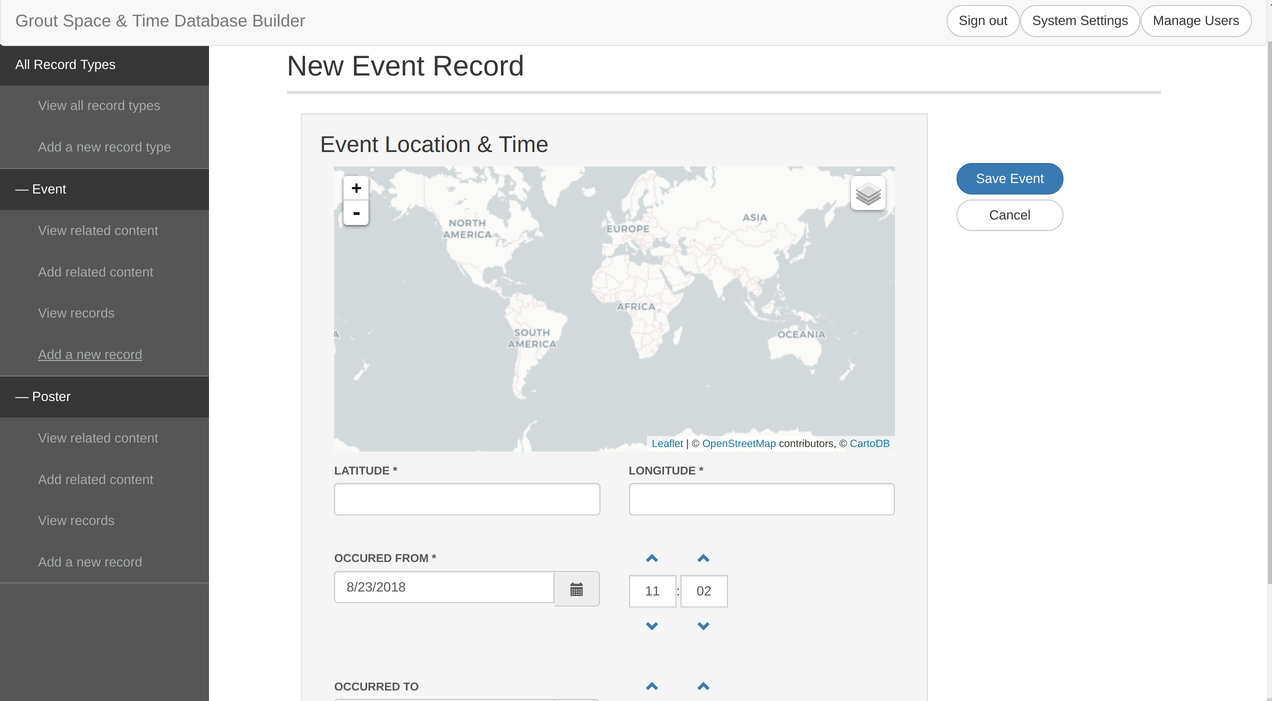 Grout Space & Time Database Builder
Sign out
System Settings
Manage Users
All Record Types
View all record types
Add a new record type
— Event
View related content
Add related content
View records
Add a new record
— Poster
View related content
Add related content
View records
Add a new record
New Event Record
Event Location & Time
+
-
NORTH
AMERICA
EUROPE
ASIA
AFRICA
SOUTH
AMERICA
OCEANIA
A
Leaflet | © OpenStreetMap contributors, © CartoDB
LATITUDE *
LONGITUDE *
OCCURED FROM *
8/23/2018
11 : 02
OCCURRED TO
Save Event
Cancel